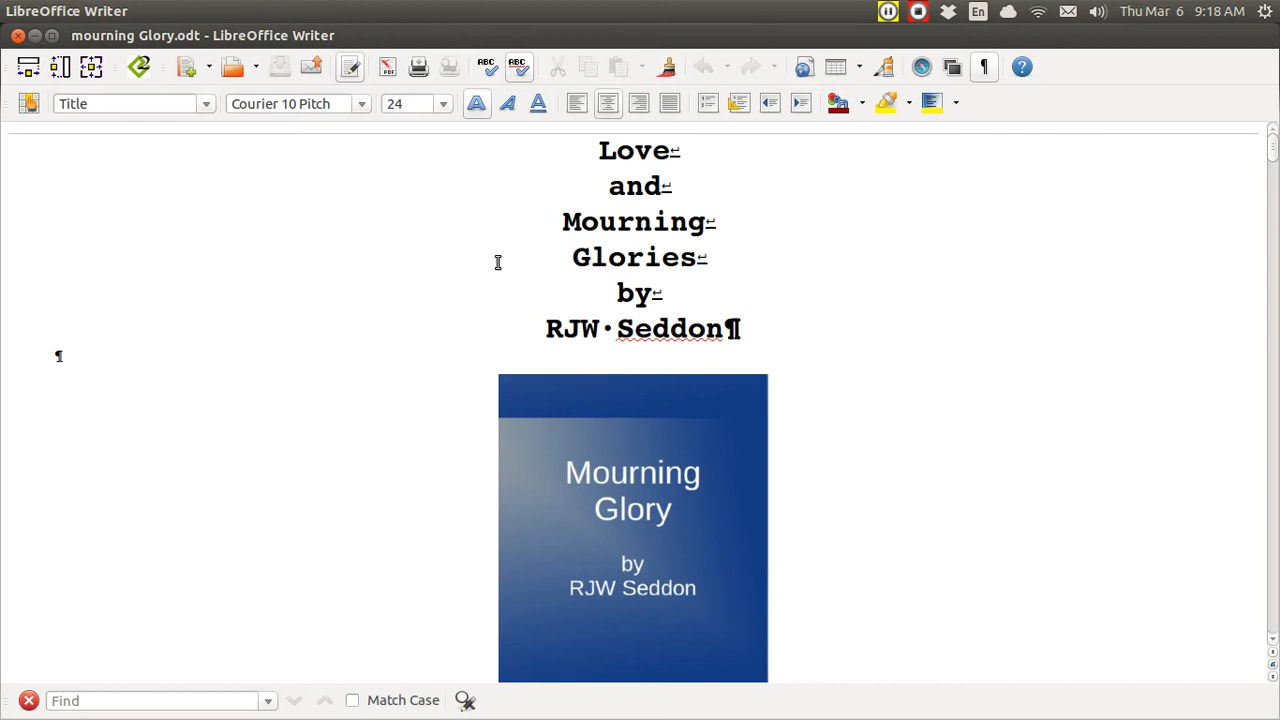 LibreOffice Writer
En
Thu Mar 6 9:18 AM
mourning Glory.odt - LibreOffice Writer
Title
Courier 10 Pitch
24
Love↵
and↵
Mourning↵
Glories↵
by↵
RJW·Seddon¶
¶
Mourning
Glory
by
RJW Seddon
Find
Match Case